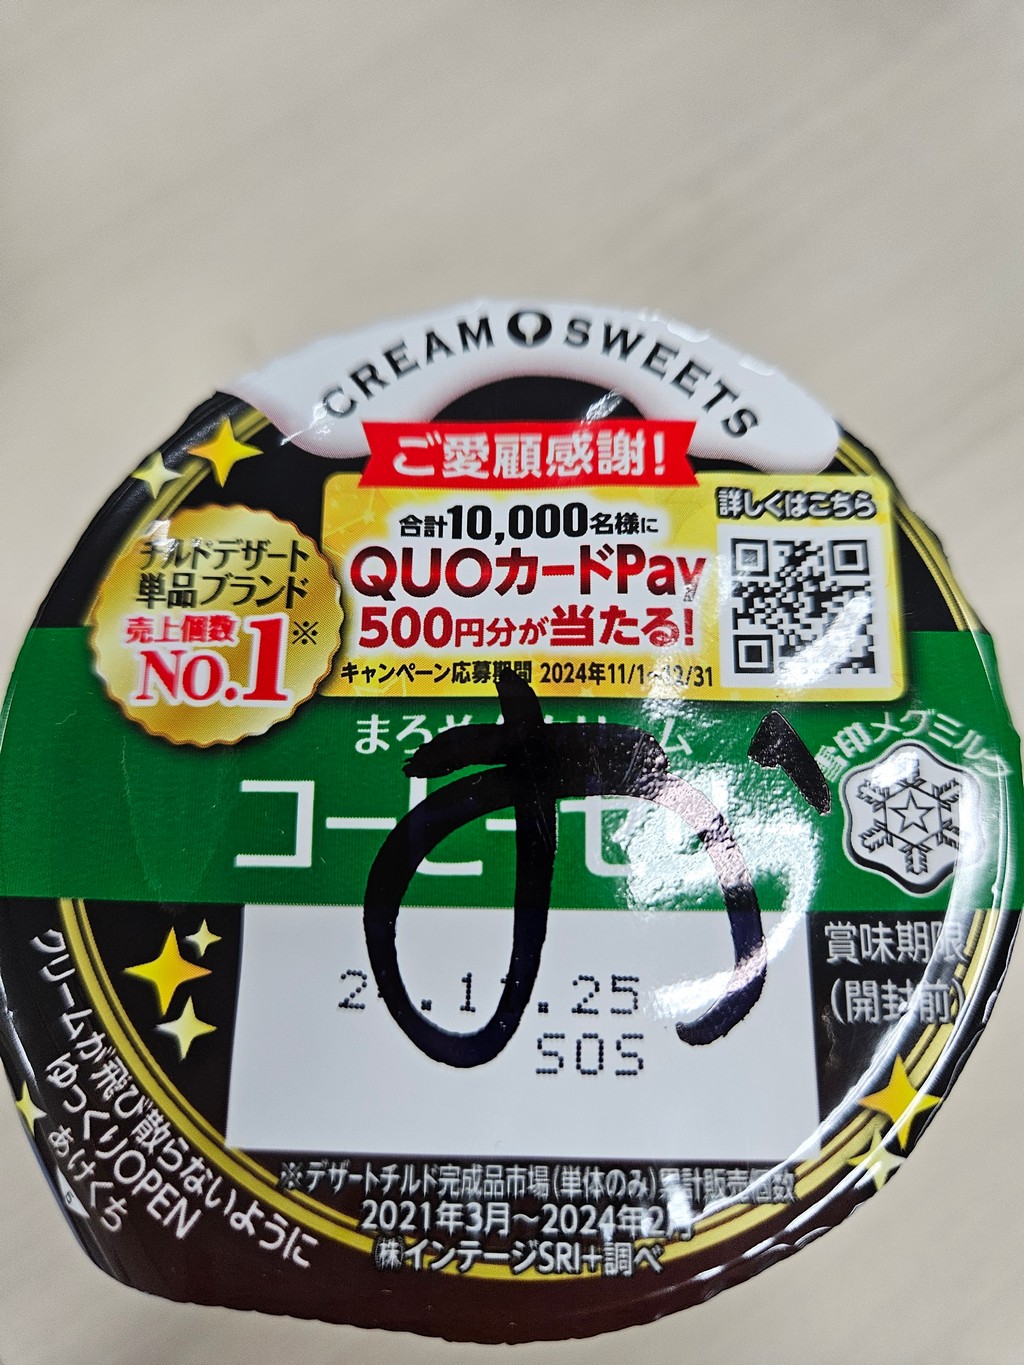 CREAM SWEETS
ご愛顧感謝!
合計10,000名様に
QUOカードPay
500円分が当たる!
キャンペーン応募期間 2024年11/1~12/31
詳しくはこちら
チルドデザート
単品ブランド
売上個数
No.1※
コーヒーゼリー
お
雪印メグミルク
賞味期限
(開封前)
.25
SOS
クリームが飛び散らないように
ゆっくりOPEN
あけくち
※デザートチルド完成品市場(単体のみ)累計販売個数
2021年3月~2024年2月
㈱インテージSRI+調べ